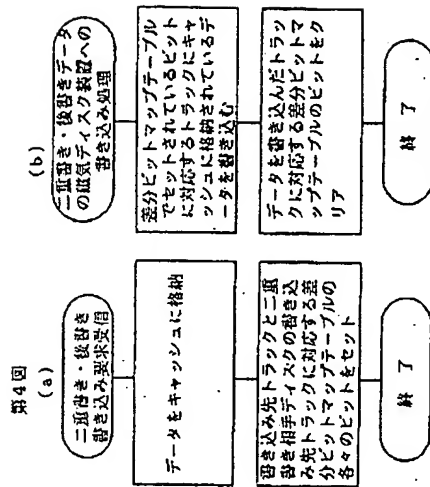 第4図
(a)
二重書き・後書き
書き込み要求受信
データをキャッシュに格納
書き込み先トラックと二重
書き相手ディスクの書き込
み先トラックに対応する差
分ビットマップテーブルの
各々のビットをセット
終了
(b)
二重書き・後書きデータ
の磁気ディスク装置への
書き込み処理
差分ビットマップテーブル
でセットされているビット
に対応するトラックにキャ
ッシュに格納されているデ
ータを書き込む
データを書き込んだトラッ
クに対応する差分ビットマ
ップテーブルのビットをク
リア
終了